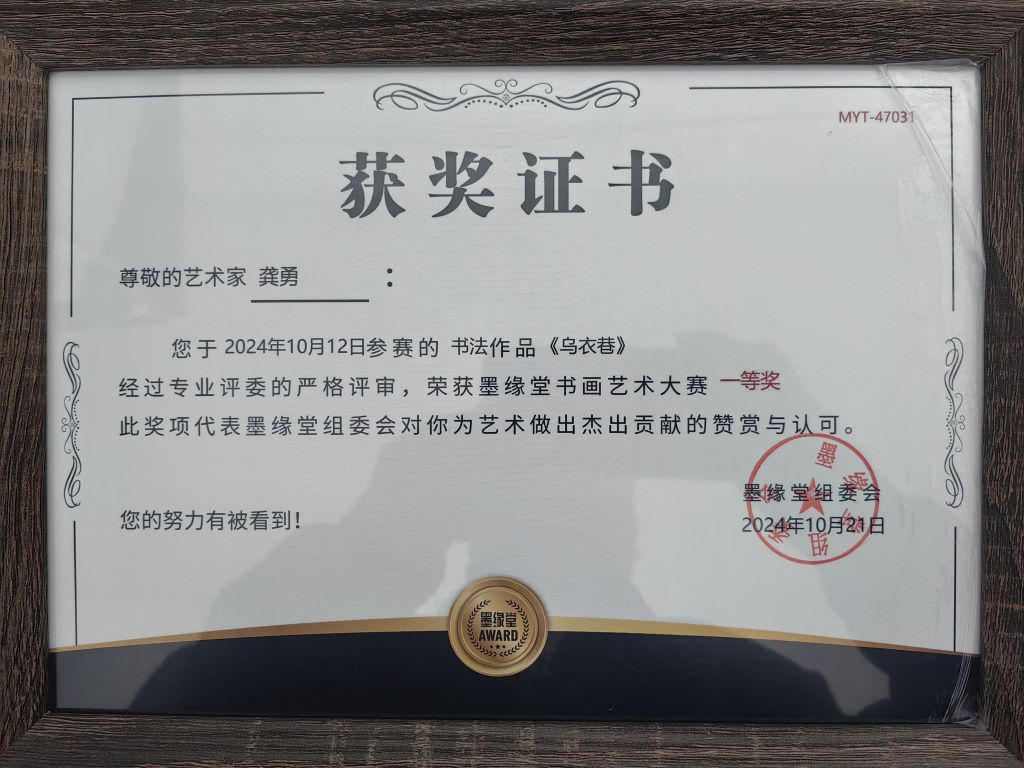 MYT-47031
获奖证书
尊敬的艺术家 龚勇 ：
您于 2024年10月12日参赛的 书法作品《乌衣巷》
经过专业评委的严格评审，荣获墨缘堂书画艺术大赛 一等奖
此奖项代表墨缘堂组委会对你为艺术做出杰出贡献的赞赏与认可。
墨缘堂组委会
墨缘堂组委会
2024年10月21日
您的努力有被看到！
墨缘堂
AWARD